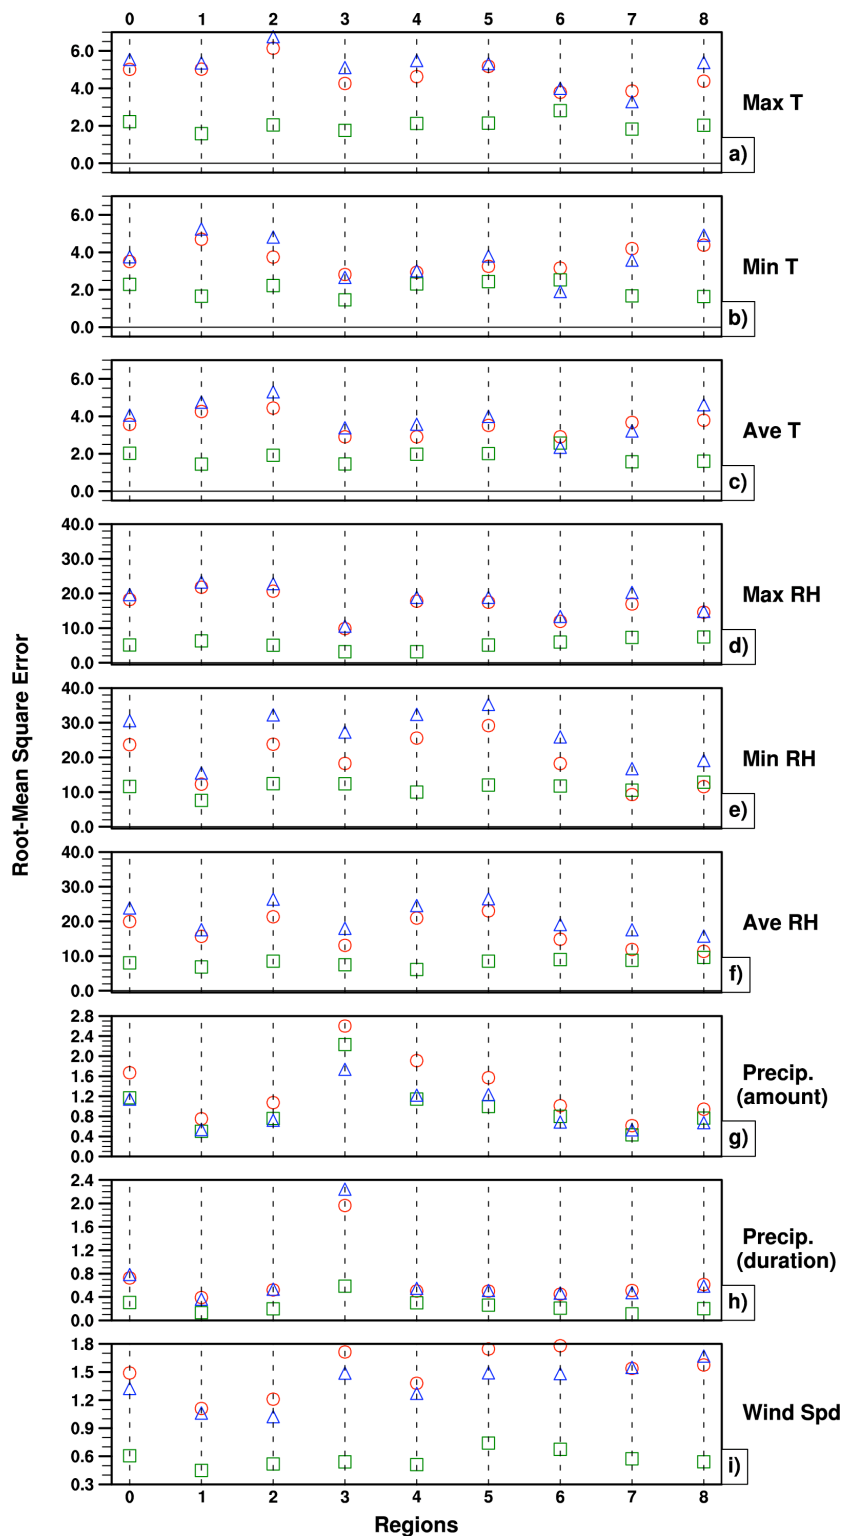 0 1 2 3 4 5 6 7 8
6.0
4.0
2.0
0.0
Max T
a)
6.0
4.0
2.0
0.0
Min T
b)
6.0
4.0
2.0
0.0
Ave T
c)
40.0
30.0
20.0
10.0
0.0
Max RH
d)
Root-Mean Square Error
40.0
30.0
20.0
10.0
0.0
Min RH
e)
40.0
30.0
20.0
10.0
0.0
Ave RH
f)
2.8
2.4
2.0
1.6
1.2
0.8
0.4
0.0
Precip.
(amount)
g)
2.4
2.0
1.6
1.2
0.8
0.4
0.0
Precip.
(duration)
h)
1.8
1.5
1.2
0.9
0.6
0.3
Wind Spd
i)
0 1 2 3 4 5 6 7 8
Regions